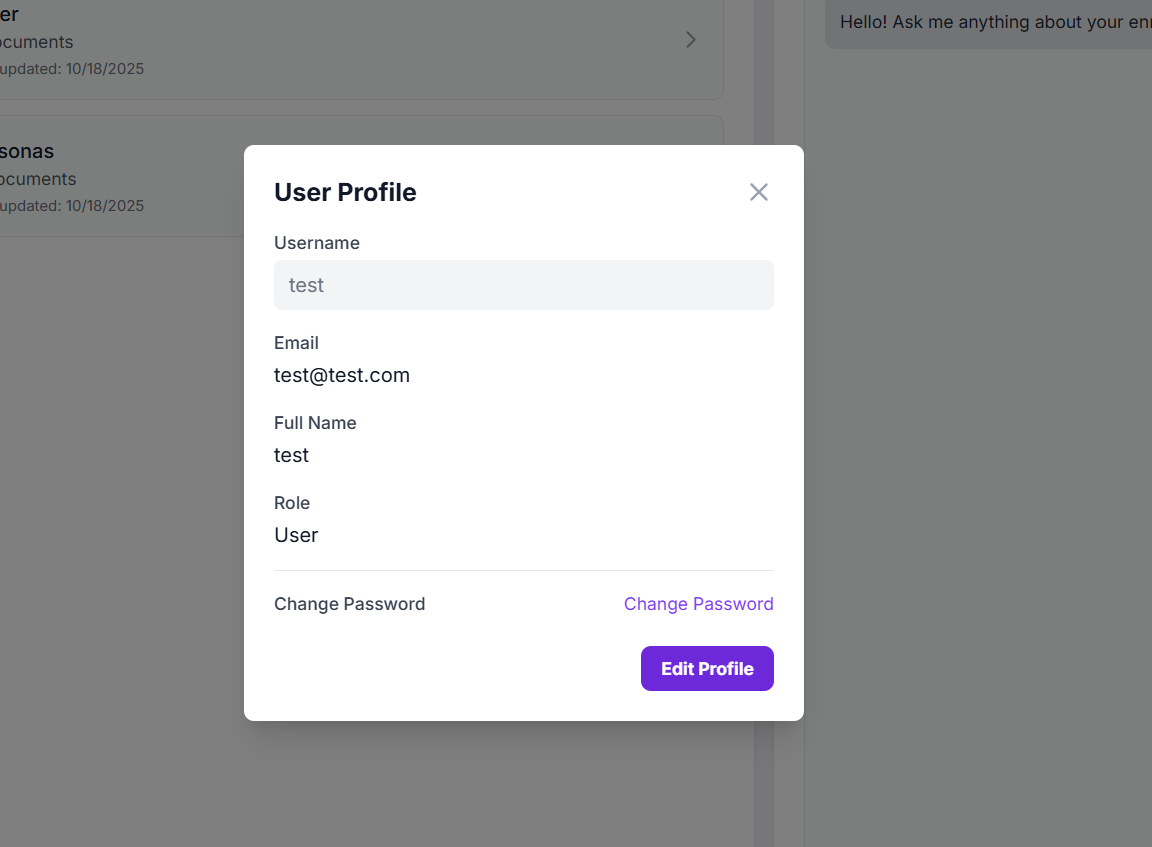 er
ocuments
updated: 10/18/2025
Hello! Ask me anything about your enr
sonas
ocuments
updated: 10/18/2025
User Profile
Username
test
Email
test@test.com
Full Name
test
Role
User
Change Password
Change Password
Edit Profile